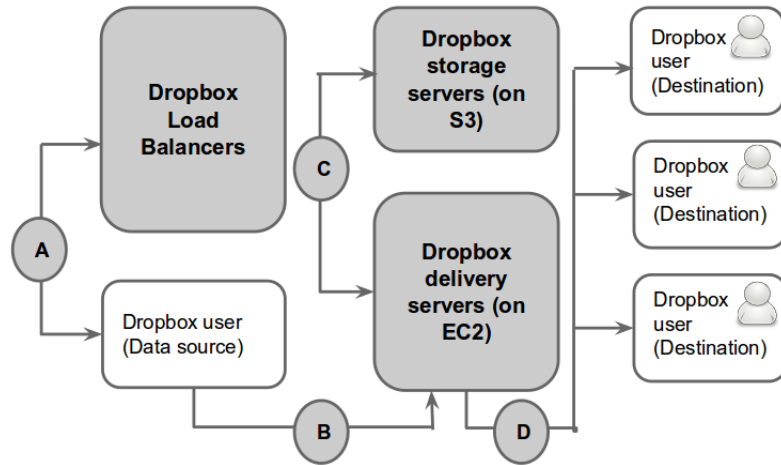 Dropbox
Load
Balancers
Dropbox
storage
servers (on
S3)
Dropbox
user
(Destination)
A
C
Dropbox
user
(Destination)
Dropbox user
(Data source)
Dropbox
delivery
servers (on
EC2)
Dropbox
user
(Destination)
B
D